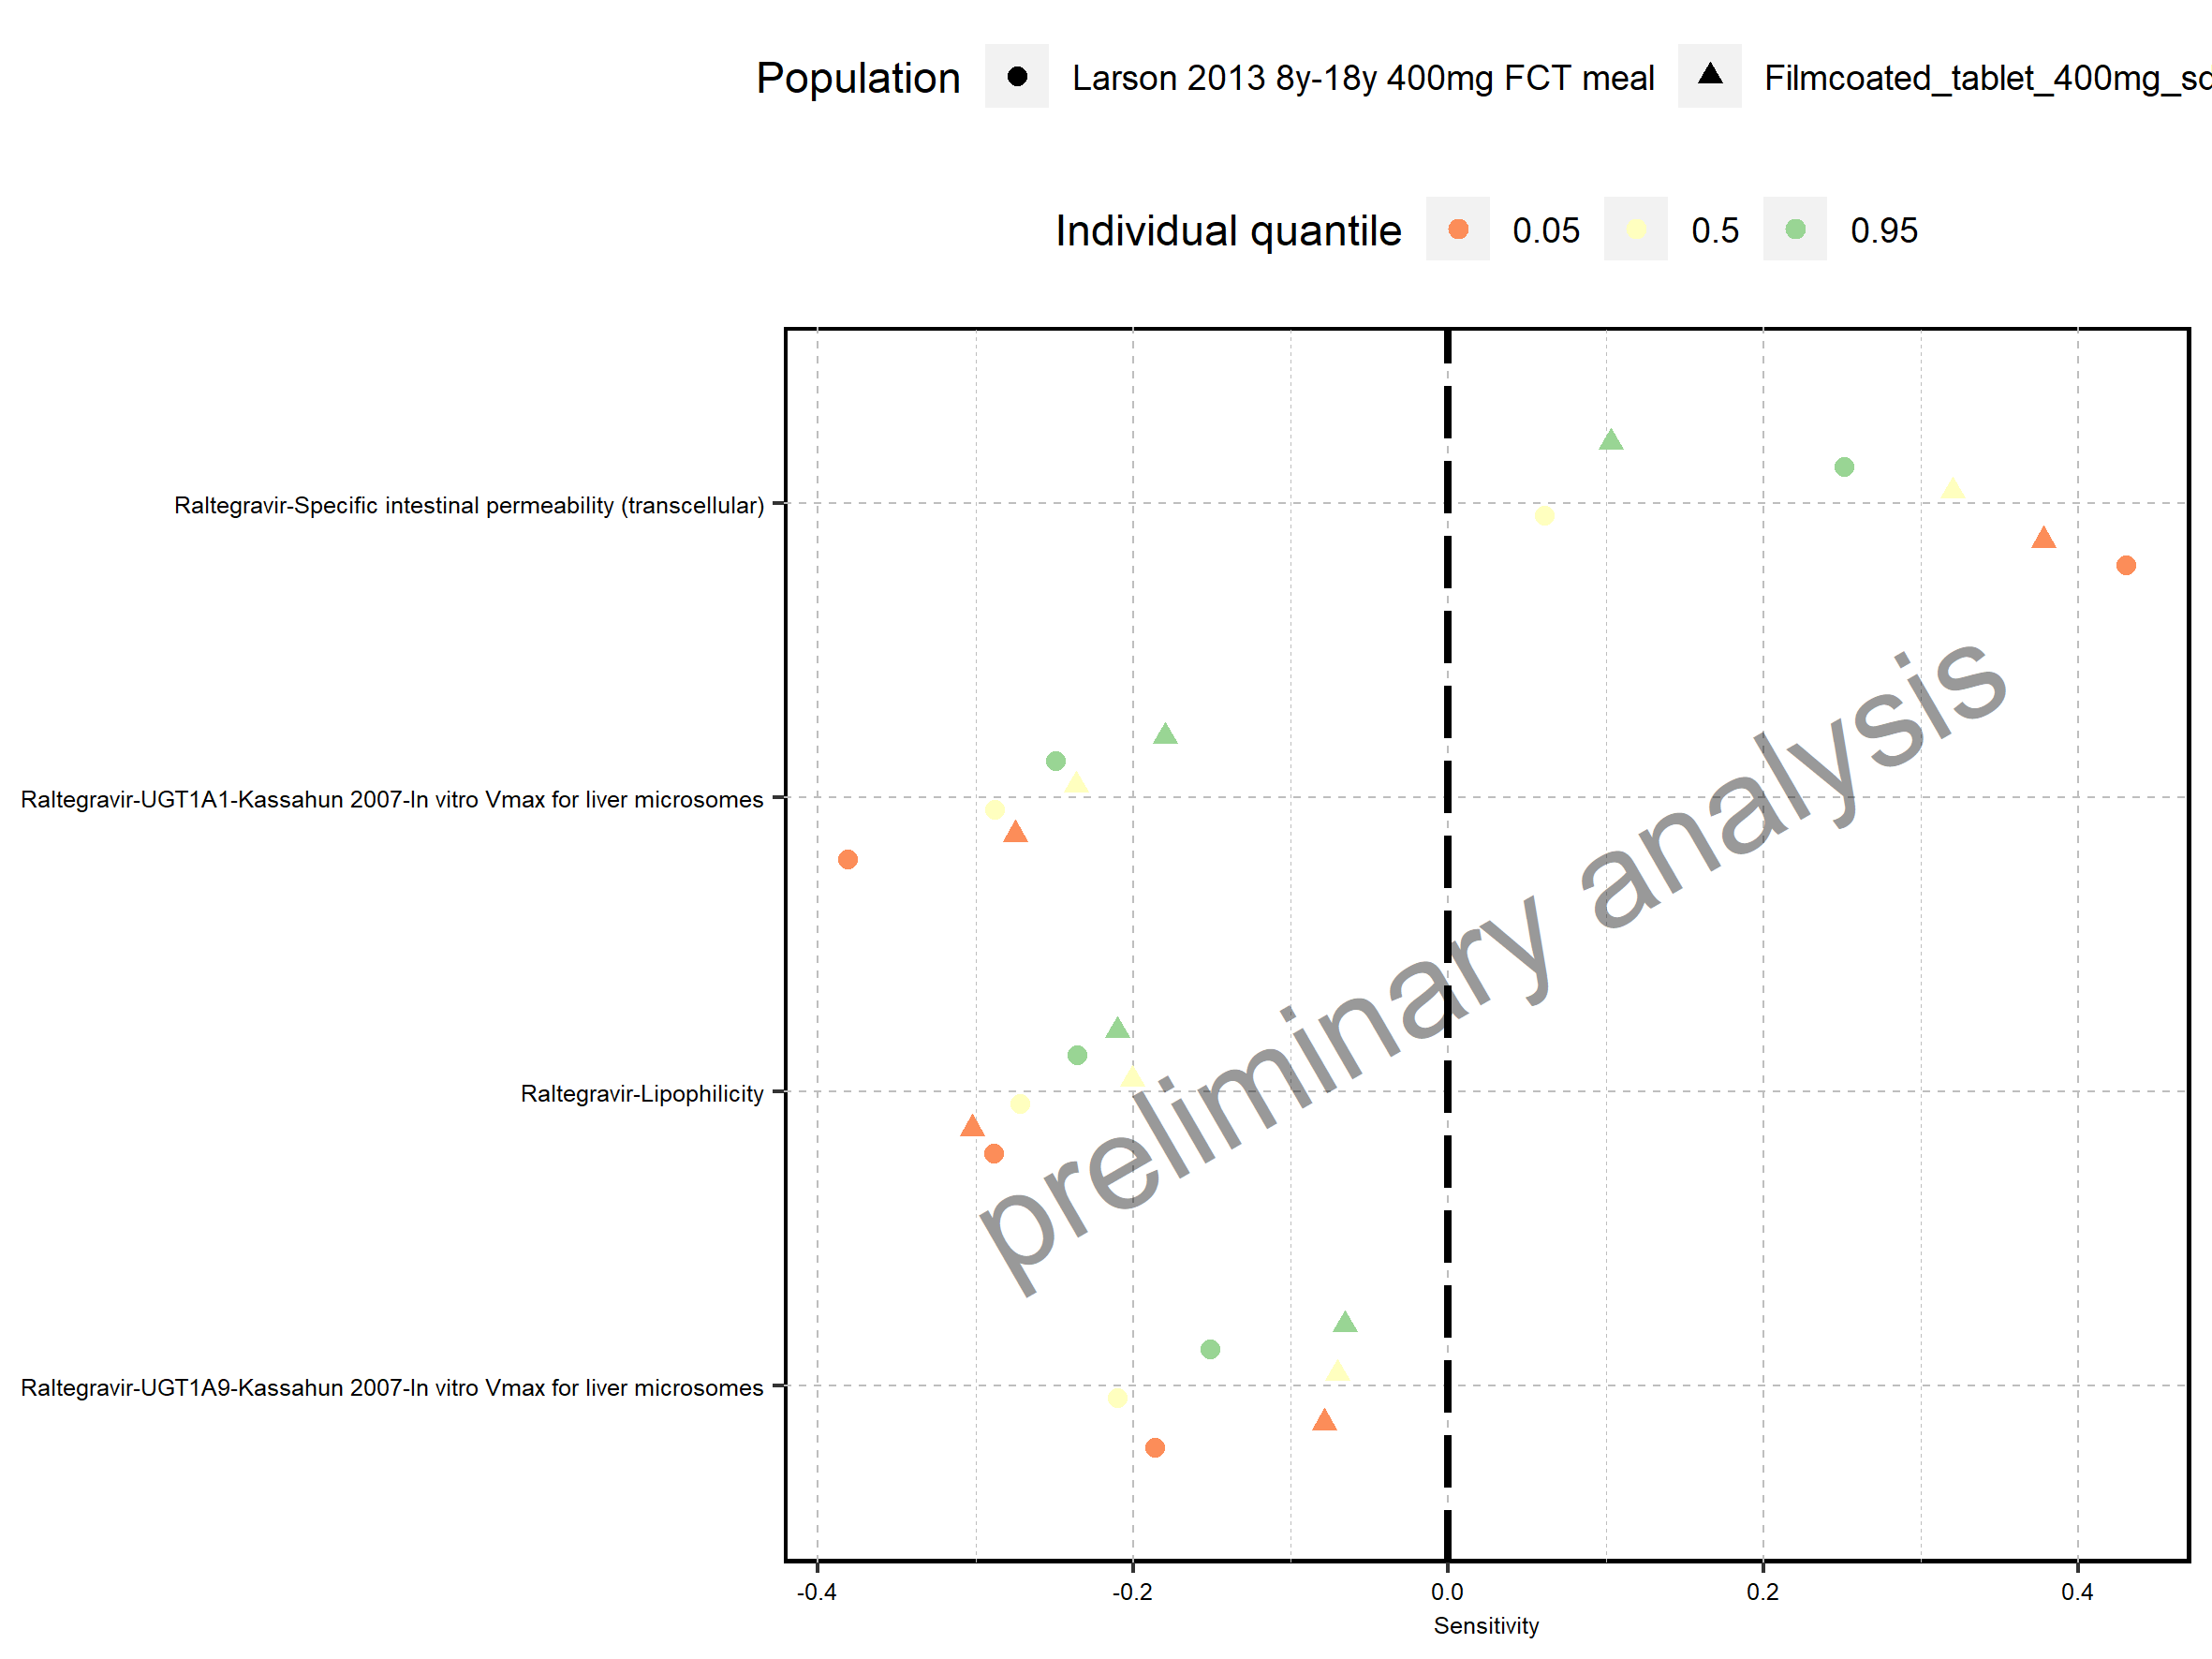 Population Larson 2013 8y-18y 400mg FCT meal Filmcoated_tablet_400mg_
Individual quantile 0.05 0.5 0.95
Raltegravir-Specific intestinal permeability (transcellular)
Raltegravir-UGT1A1-Kassahun 2007-In vitro Vmax for liver microsomes
Raltegravir-Lipophilicity
Raltegravir-UGT1A9-Kassahun 2007-In vitro Vmax for liver microsomes
preliminary analysis
-0.4 -0.2 0.0 0.2 0.4
Sensitivity